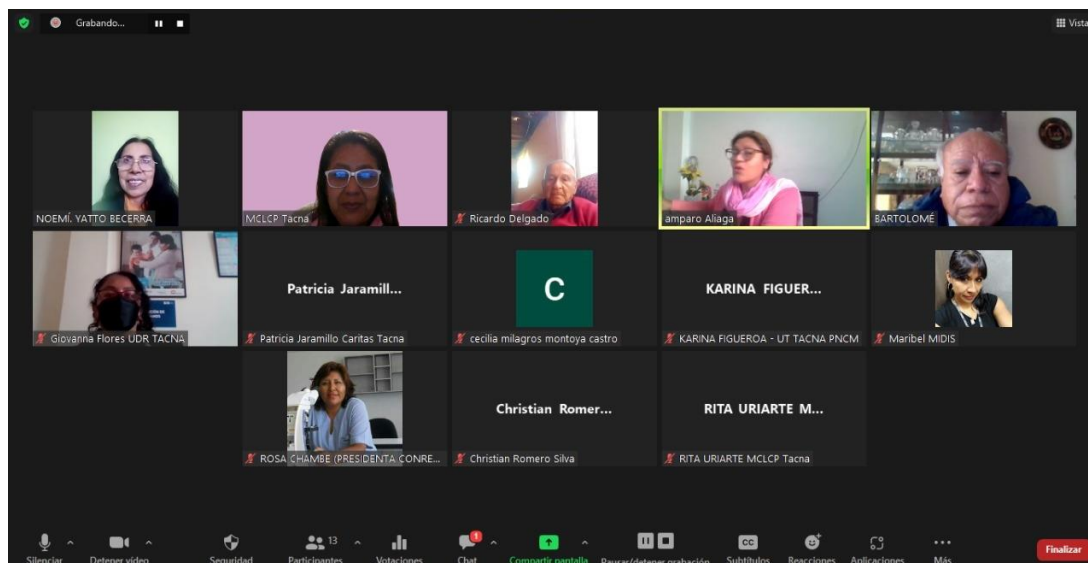 Grabando...
Vista
NOEMÍ. YATTO BECERRA
MCLCP Tacna
Ricardo Delgado
amparo Aliaga
BARTOLOMÉ
Giovanna Flores UDR TACNA
Patricia Jaramill...
Patricia Jaramillo Caritas Tacna
C
cecilia milagros montoya castro
KARINA FIGUER...
KARINA FIGUEROA - UT TACNA PNCM
Maribel MIDIS
ROSA CHAMBE (PRESIDENTA CONRE...
Christian Romer...
Christian Romero Silva
RITA URIARTE M...
RITA URIARTE MCLCP Tacna
Silenciar
Detener video
Seguridad
13
Participantes
Votaciones
1
Chat
Compartir pantalla
Pausar/detener grabación
CC
Subtítulos
Reacciones
Aplicaciones
Más
Finalizar